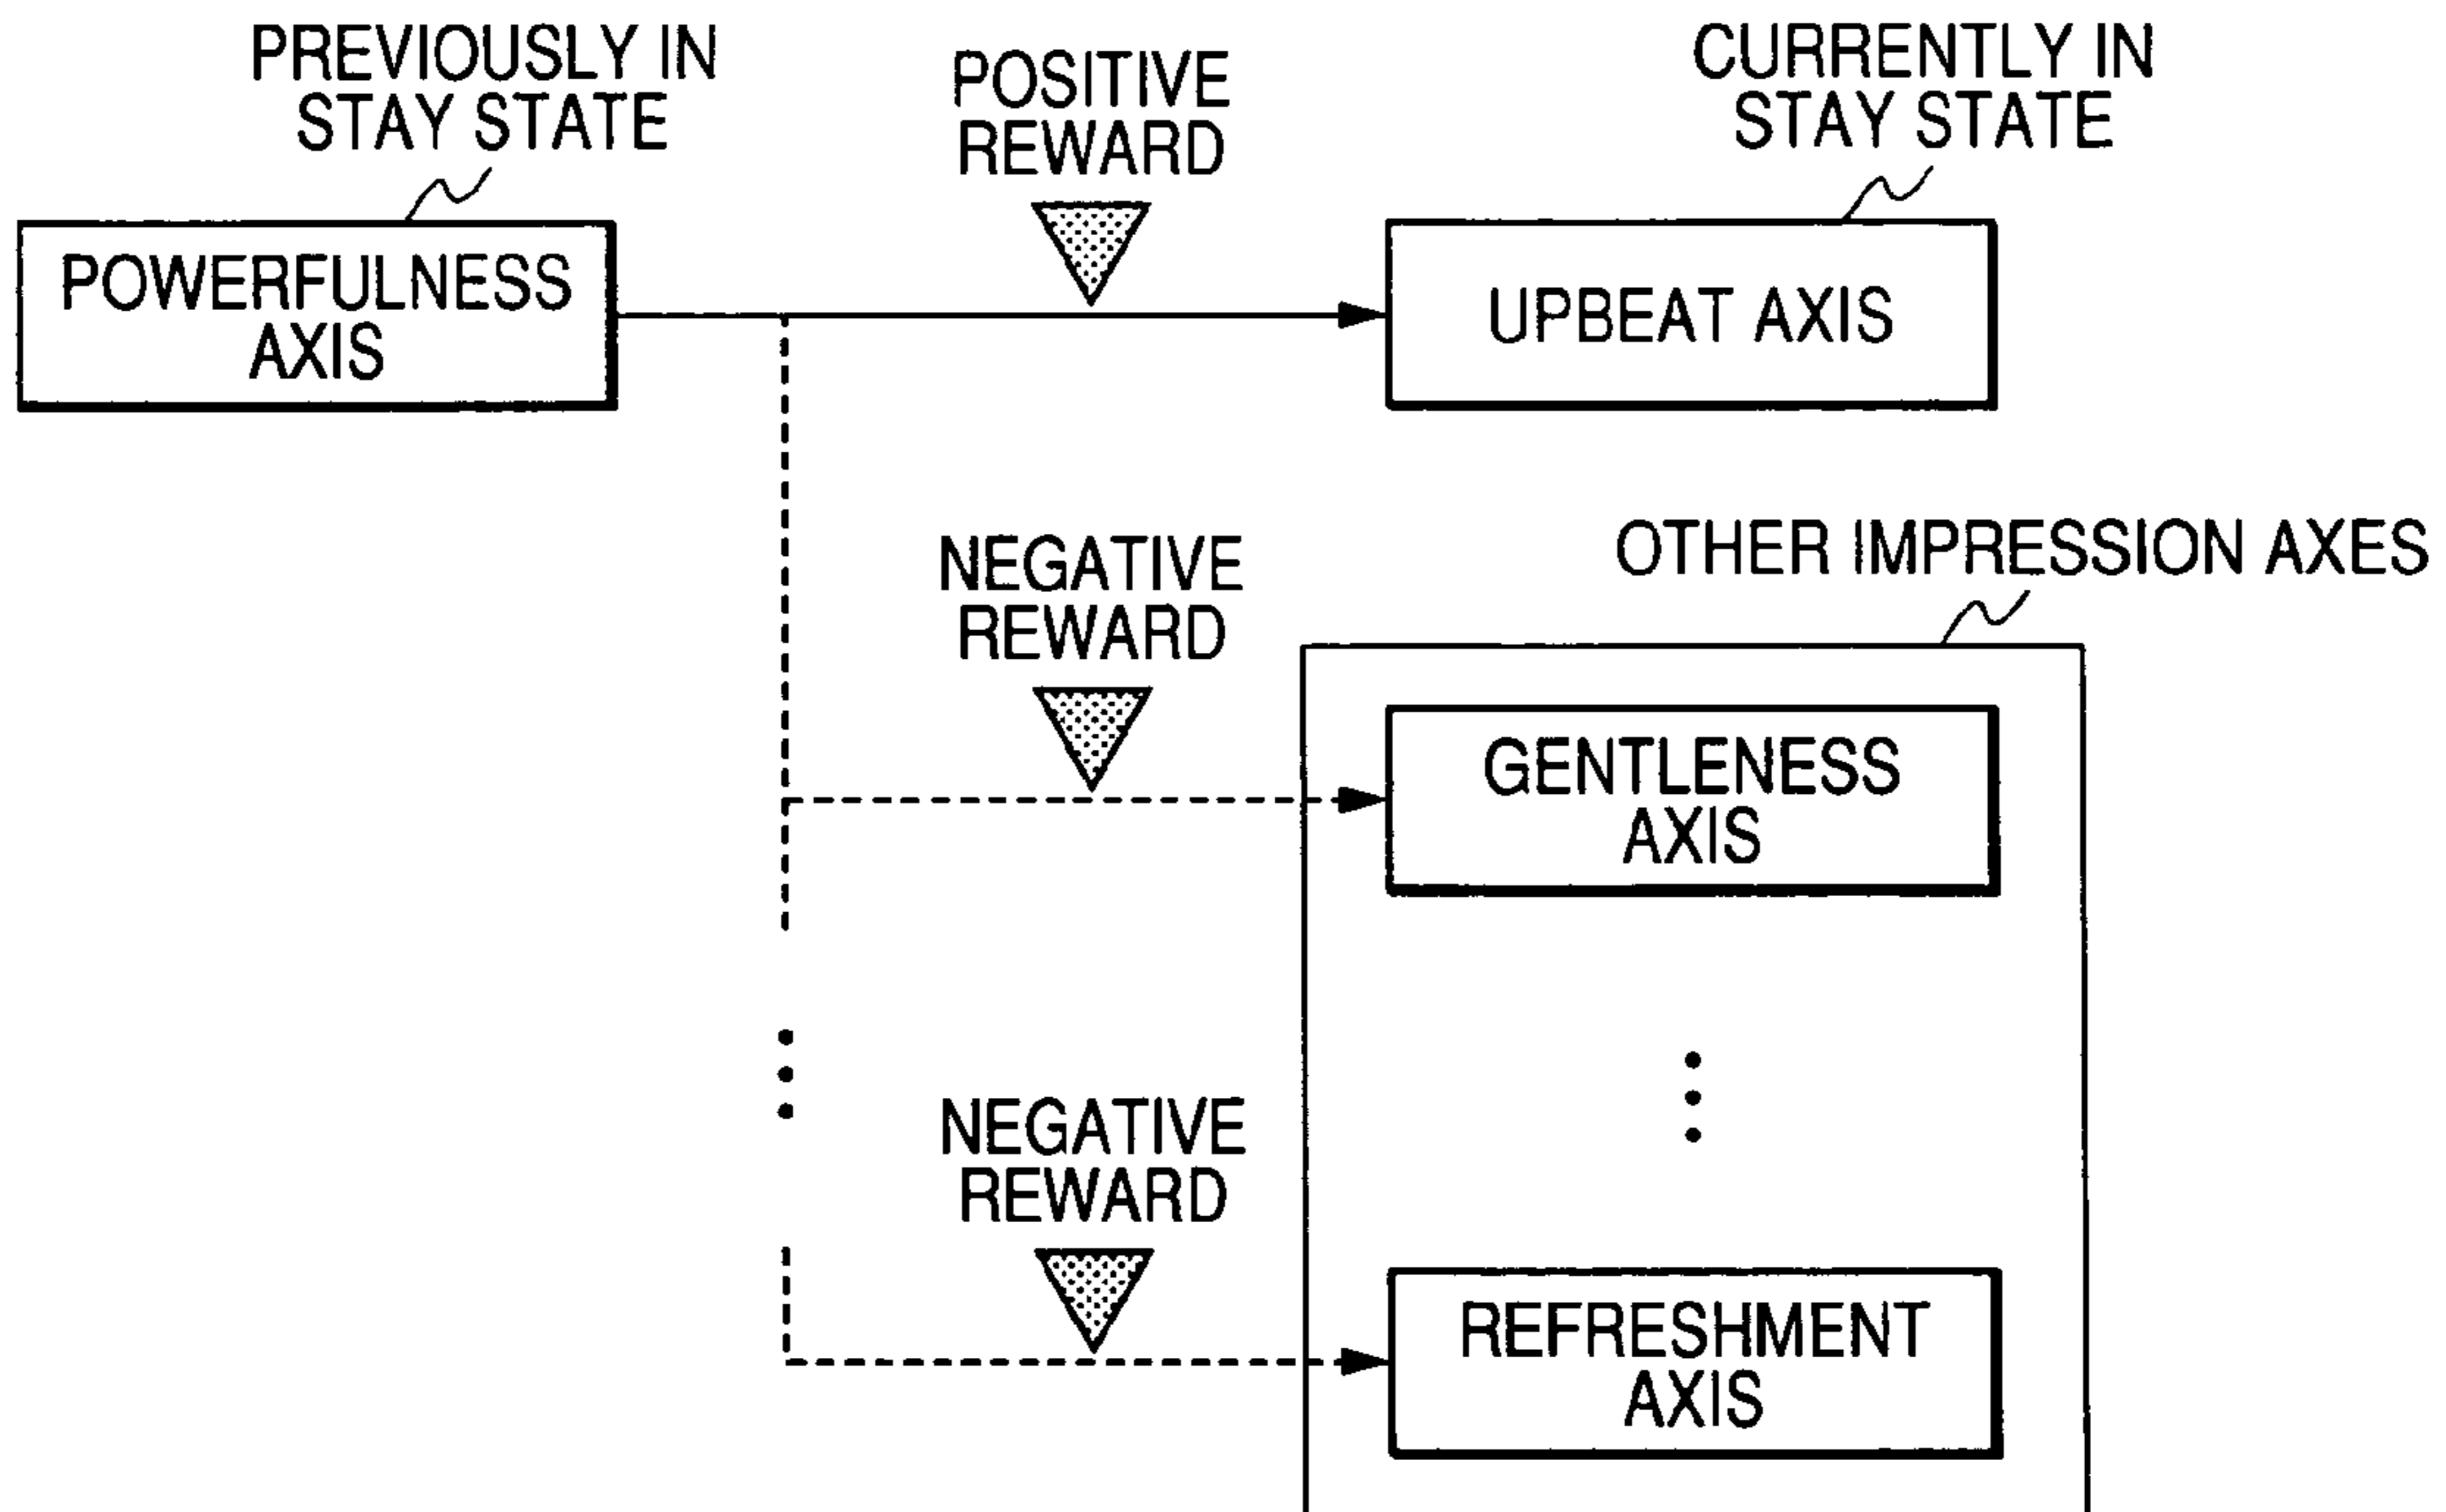 PREVIOUSLY IN
STAY STATE
POSITIVE
REWARD
CURRENTLY IN
STAY STATE
POWERFULNESS
AXIS
UPBEAT AXIS
NEGATIVE
REWARD
OTHER IMPRESSION AXES
GENTLENESS
AXIS
NEGATIVE
REWARD
REFRESHMENT
AXIS